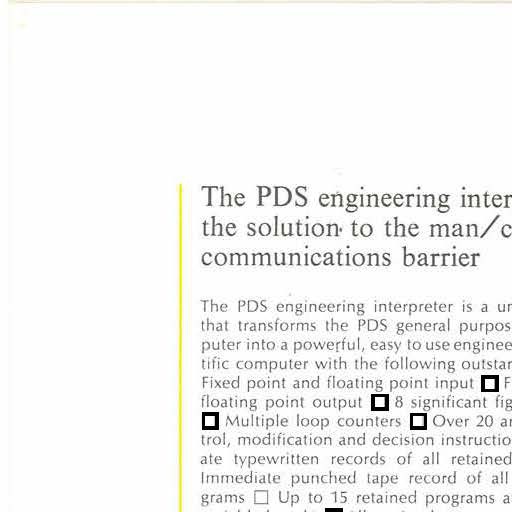 The PDS engineering inter
the solution to the man/c
communications barrier
The PDS engineering interpreter is a un
that transforms the PDS general purpos
puter into a powerful, easy to use enginee
tific computer with the following outstan
Fixed point and floating point input □ F
floating point output □ 8 significant fig
□ Multiple loop counters □ Over 20 ar
trol, modification and decision instructio
ate typewritten records of all retained
Immediate punched tape record of all
grams □ Up to 15 retained programs a